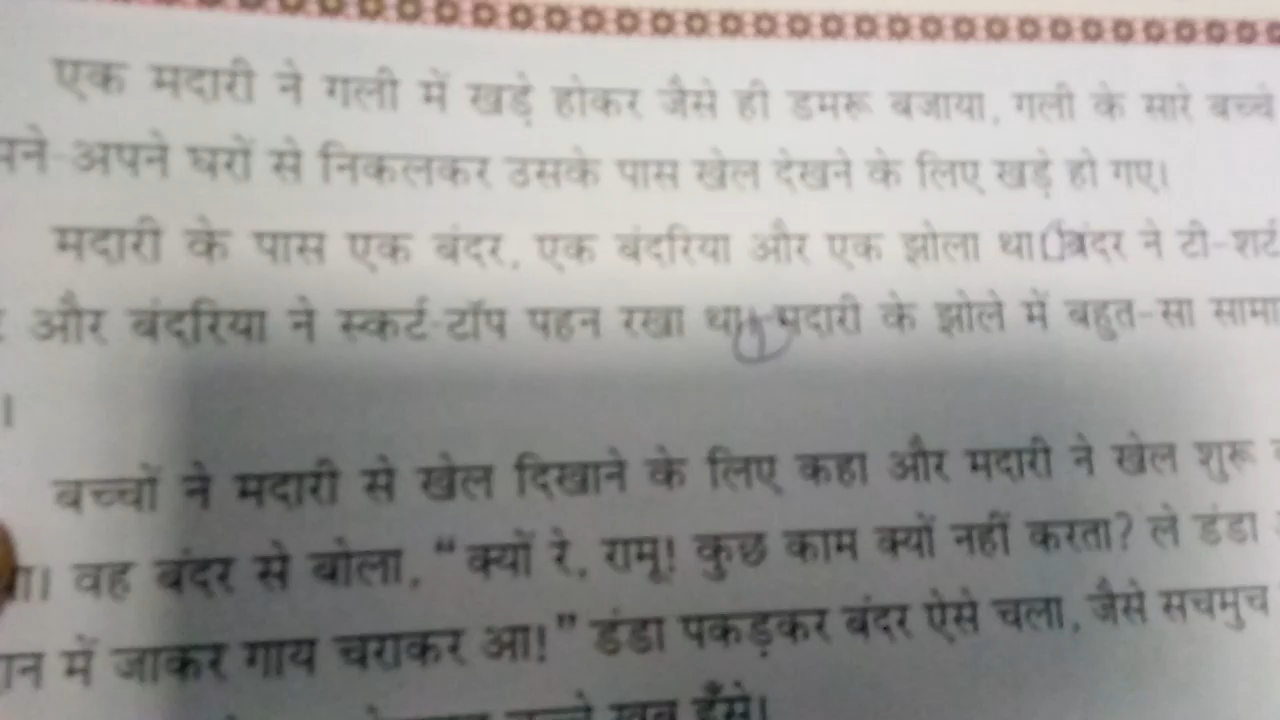 एक मदारी ने गली में खड़े होकर जैसे ही डमरू बजाया, गली के सारे बच्चे
अपने घरों से निकलकर उसके पास खेल देखने के लिए खड़े हो गए।
मदारी के पास एक बंदर, एक बंदरिया और एक झोला था। बंदर ने टी-शर्ट
और बंदरिया ने स्कर्ट-टॉप पहन रखा था। मदारी के झोले में बहुत-सा
।
बच्चों ने मदारी से खेल दिखाने के लिए कहा और मदारी ने खेल शुरू
वह बंदर से बोला, “क्यों रे, रामू! कुछ काम क्यों नहीं करता? ले डंडा
में जाकर गाय चराकर आ!” डंडा पकड़कर बंदर ऐसे चला, जैसे सचमुच
खूब हँसे।